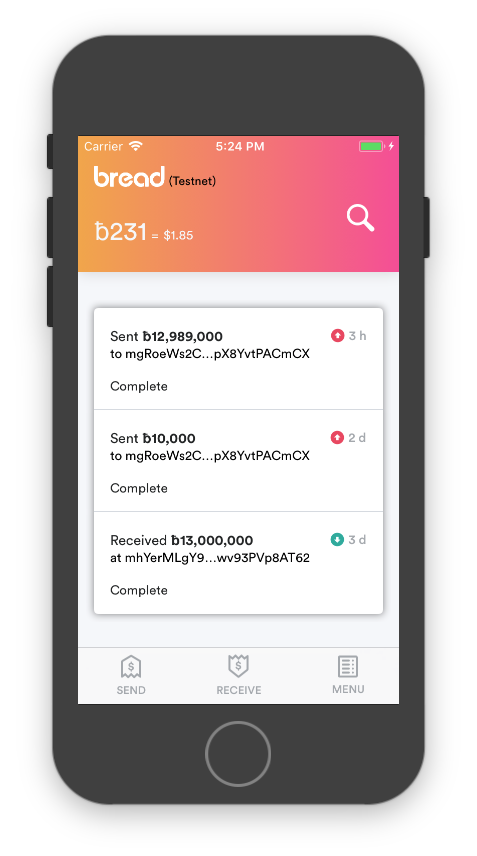 Carrier 5:24 PM
bread (Testnet)
ƀ231 = $1.85
Sent ƀ12,989,000 3 h
to mgRoeWs2C...pX8YvtPACmCX
Complete
Sent ƀ10,000 2 d
to mgRoeWs2C...pX8YvtPACmCX
Complete
Received ƀ13,000,000 3 d
at mhYerMLgY9...wv93PVp8AT62
Complete
SEND RECEIVE MENU